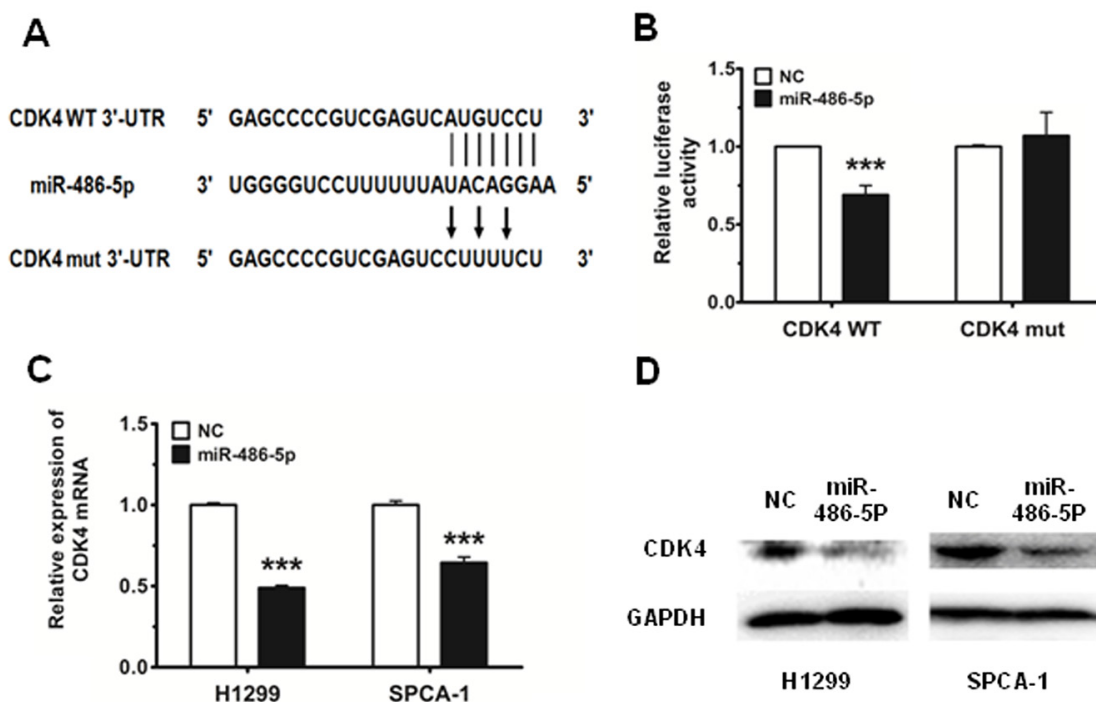 A
CDK4 WT 3'-UTR 5' GAGCCCCGUCGAGUCAUGUCCU 3'
miR-486-5p 3' UGGGGUCCUUUUUUAUACAGGAA 5'
CDK4 mut 3'-UTR 5' GAGCCCCGUCGAGUCCUUUUCU 3'
B
Relative luciferase
activity
1.5
1.0
0.5
0.0
NC
miR-486-5p
***
CDK4 WT CDK4 mut
C
Relative expression of
CDK4 mRNA
1.5
1.0
0.5
0.0
NC
miR-486-5p
*** ***
H1299 SPCA-1
D
NC miR-
486-5P NC miR-
486-5P
CDK4
GAPDH
H1299 SPCA-1